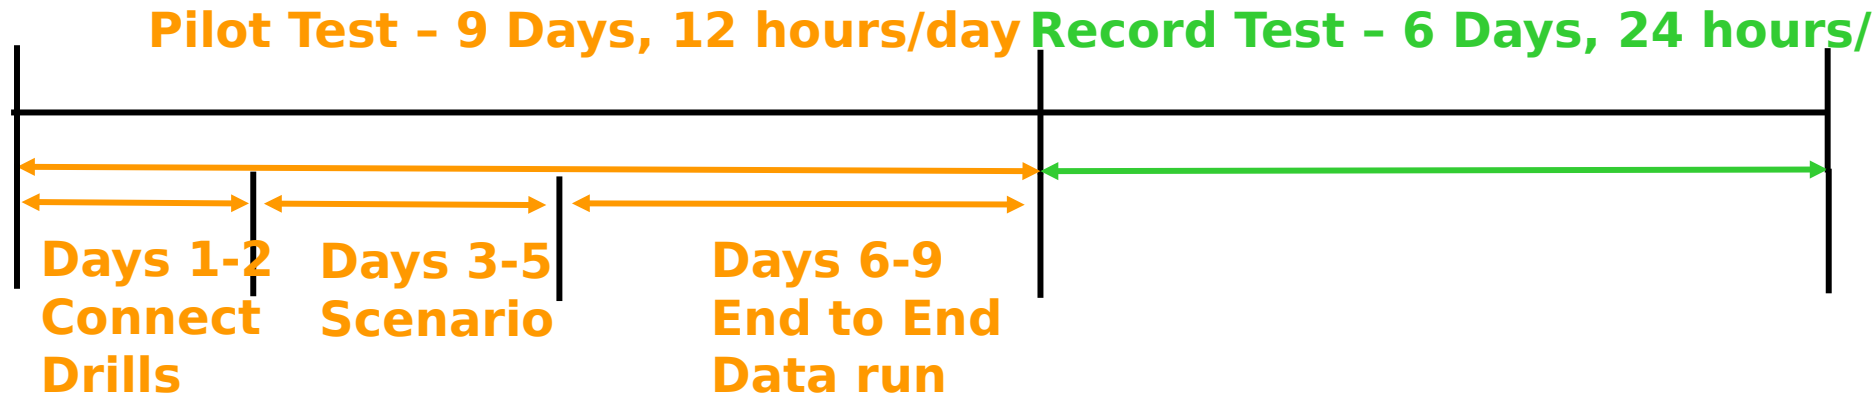 Pilot Test – 9 Days, 12 hours/day
Record Test – 6 Days, 24 hours/
Days 1-2
Connect
Drills
Days 3-5
Scenario
Days 6-9
End to End
Data run